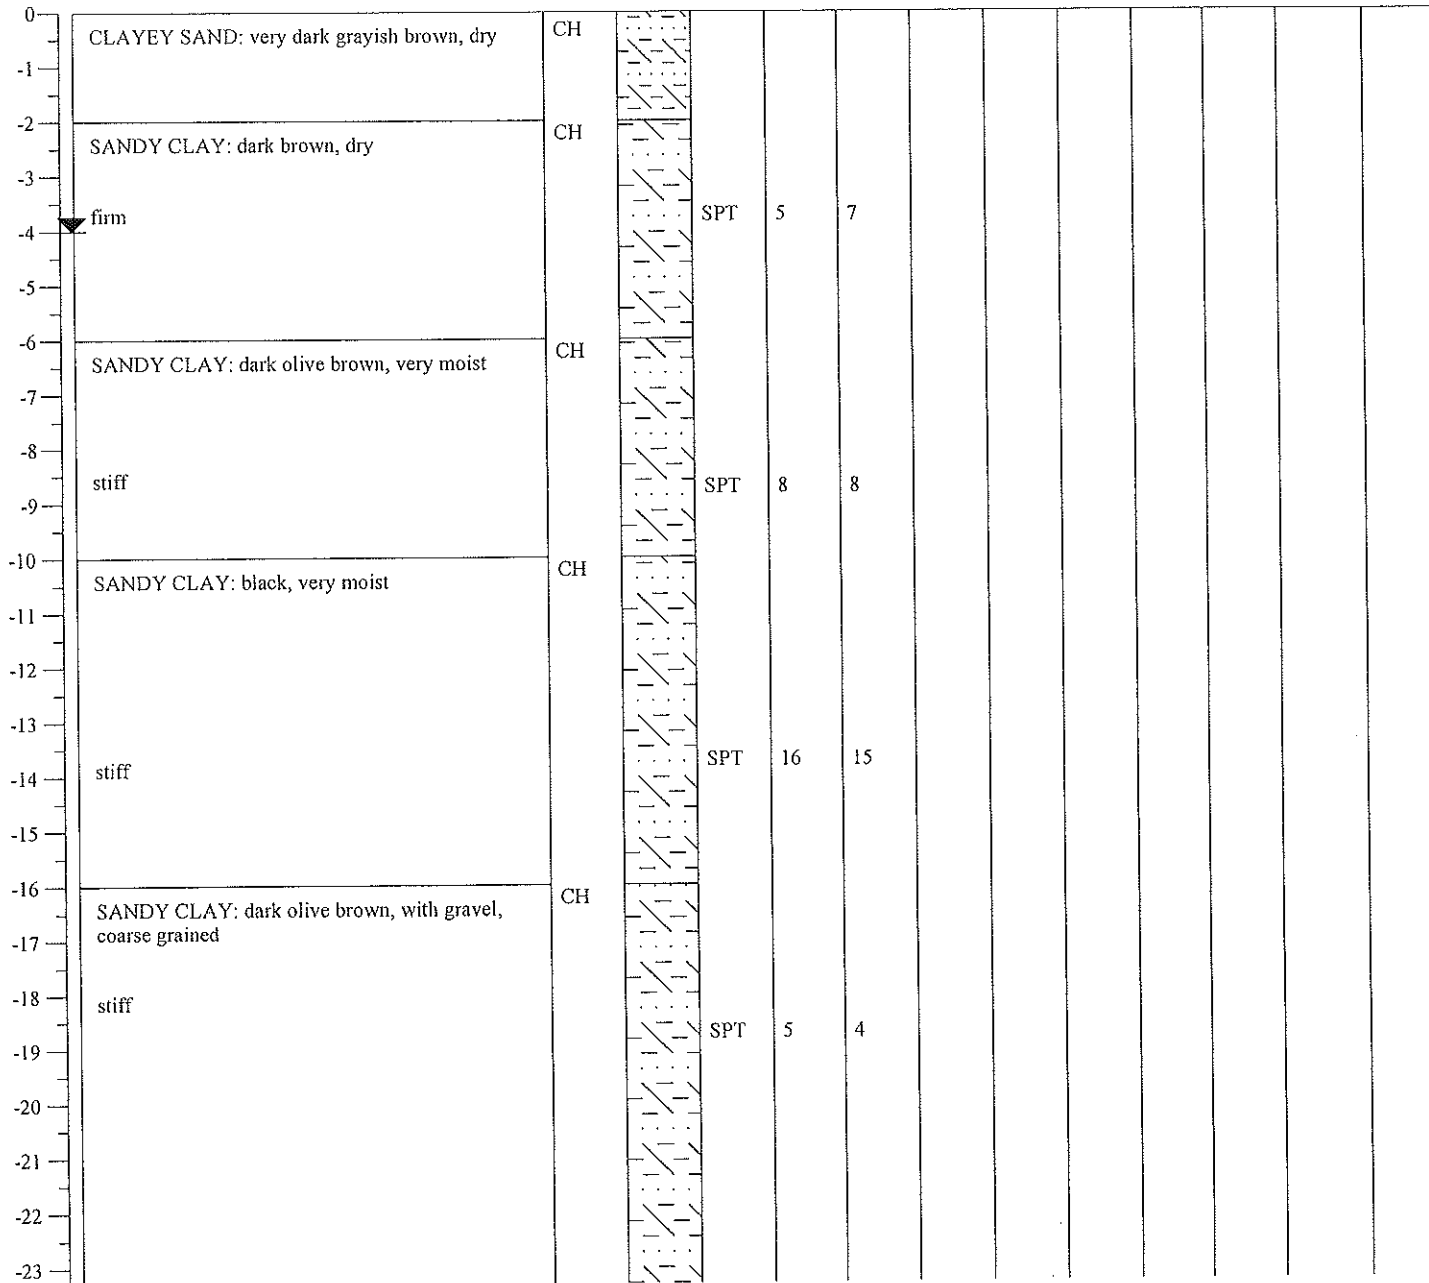 0
CLAYEY SAND: very dark grayish brown, dry CH
-1
-2
CH
SANDY CLAY: dark brown, dry
-3
firm SPT 5 7
-4
-5
-6
CH
SANDY CLAY: dark olive brown, very moist
-7
-8
stiff SPT 8 8
-9
-10
CH
SANDY CLAY: black, very moist
-11
-12
-13
SPT 16 15
stiff
-14
-15
-16
CH
SANDY CLAY: dark olive brown, with gravel,
coarse grained
-17
-18
stiff
SPT 5 4
-19
-20
-21
-22
-23